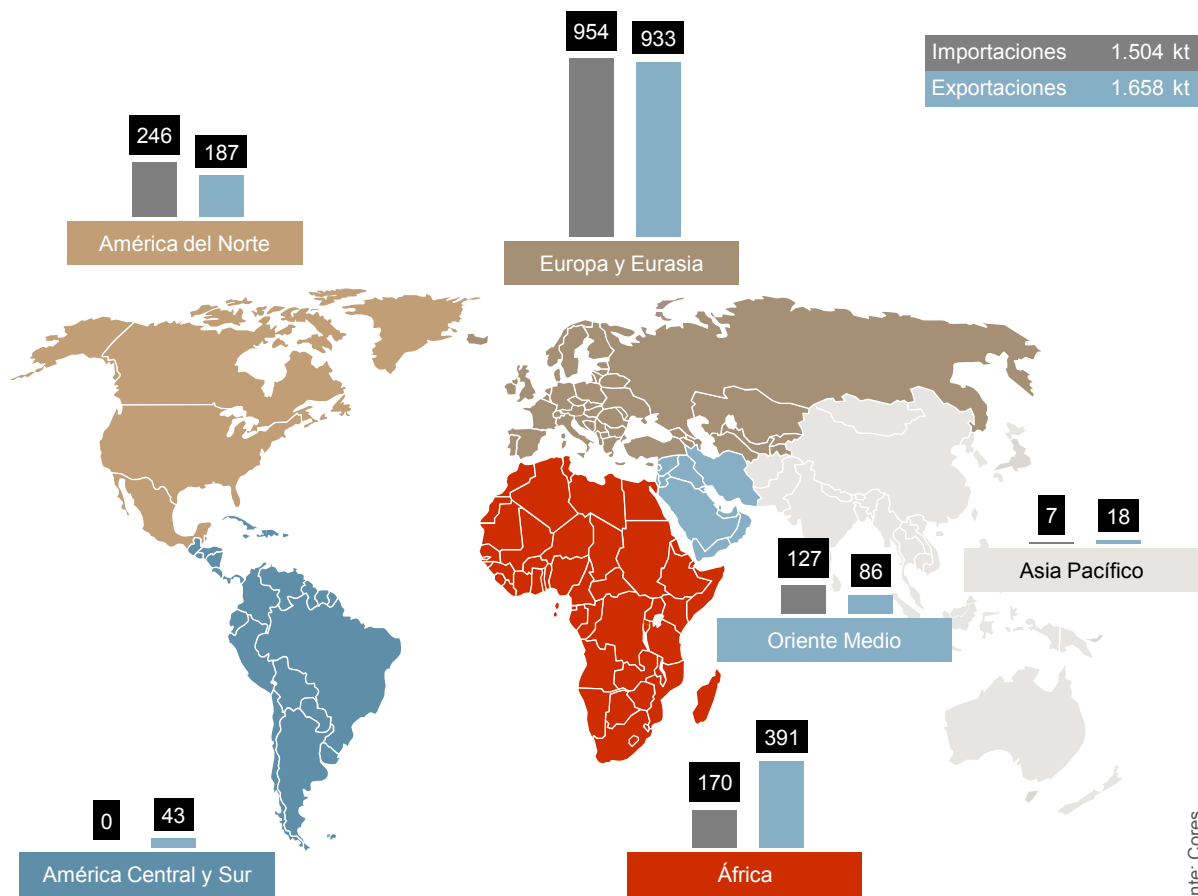 954
933
Importaciones 1.504 kt
Exportaciones 1.658 kt
246
187
América del Norte
Europa y Eurasia
7
18
Asia Pacífico
127
86
Oriente Medio
391
170
África
0
43
América Central y Sur
Cores